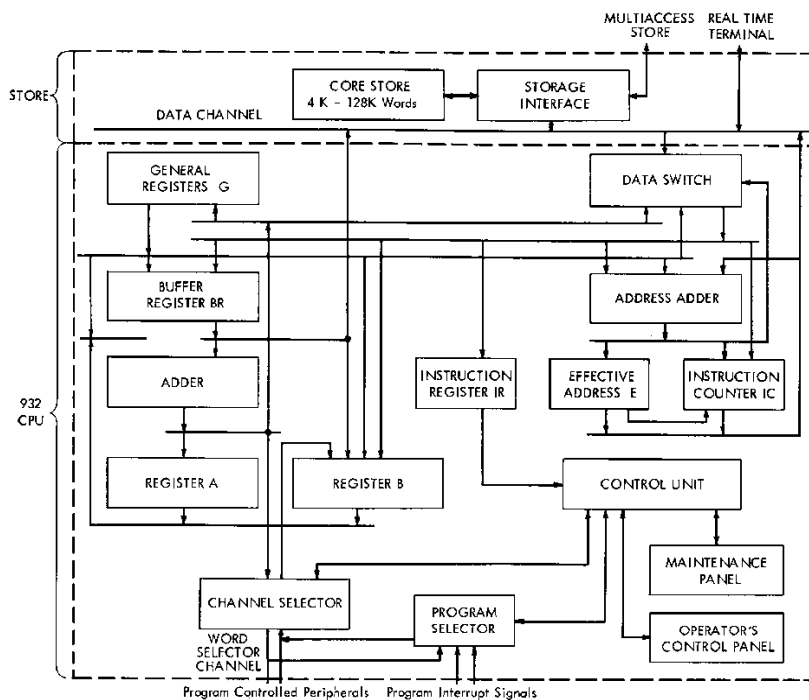 MULTIACCESS
STORE
REAL TIME
TERMINAL
STORE
CORE STORE
4 K - 128K Words
STORAGE
INTERFACE
DATA CHANNEL
GENERAL
REGISTERS G
DATA SWITCH
BUFFER
REGISTER BR
ADDRESS ADDER
ADDER
INSTRUCTION
REGISTER IR
EFFECTIVE
ADDRESS E
INSTRUCTION
COUNTER IC
932
CPU
REGISTER A
REGISTER B
CONTROL UNIT
MAINTENANCE
PANEL
CHANNEL SELECTOR
PROGRAM
SELECTOR
OPERATOR'S
CONTROL PANEL
WORD
SELECTOR
CHANNEL
Program Controlled Peripherals
Program Interrupt Signals